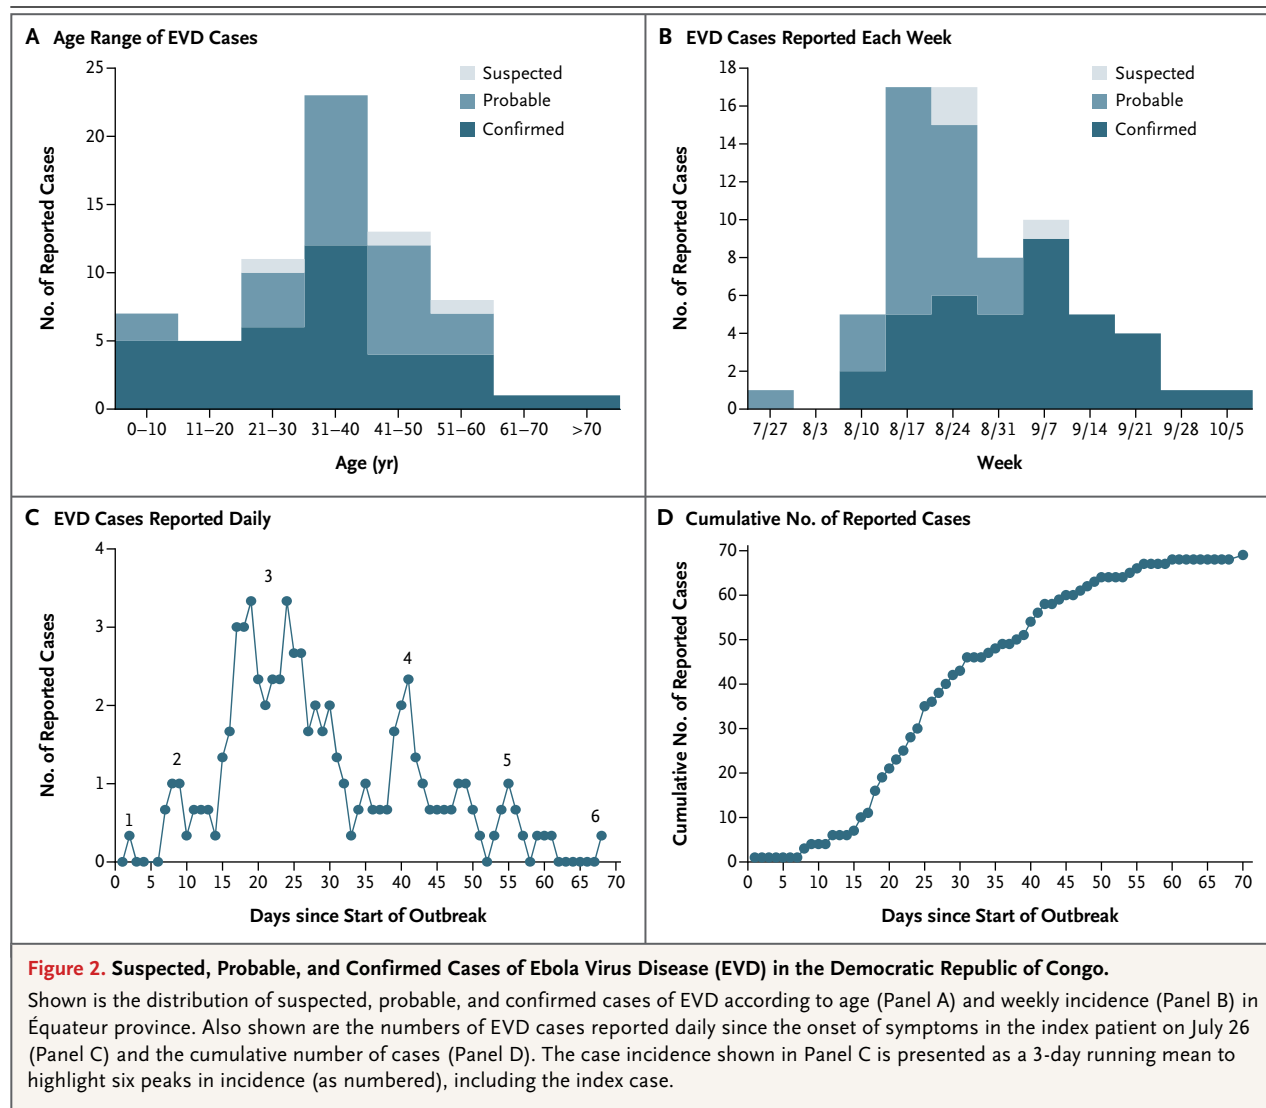 A Age Range of EVD Cases
25
20
15
10
5
0
No. of Reported Cases
Suspected
Probable
Confirmed
0–10 11–20 21–30 31–40 41–50 51–60 61–70 >70
Age (yr)
B EVD Cases Reported Each Week
18
16
14
12
10
8
6
4
2
0
No. of Reported Cases
Suspected
Probable
Confirmed
7/27 8/3 8/10 8/17 8/24 8/31 9/7 9/14 9/21 9/28 10/5
Week
C EVD Cases Reported Daily
4
3
2
1
0
No. of Reported Cases
1
2
3
4
5
6
0 5 10 15 20 25 30 35 40 45 50 55 60 65 70
Days since Start of Outbreak
D Cumulative No. of Reported Cases
70
60
50
40
30
20
10
0
Cumulative No. of Reported Cases
0 5 10 15 20 25 30 35 40 45 50 55 60 65 70
Days since Start of Outbreak
Figure 2. Suspected, Probable, and Confirmed Cases of Ebola Virus Disease (EVD) in the Democratic Republic of Congo.
Shown is the distribution of suspected, probable, and confirmed cases of EVD according to age (Panel A) and weekly incidence (Panel B) in
Équateur province. Also shown are the numbers of EVD cases reported daily since the onset of symptoms in the index patient on July 26
(Panel C) and the cumulative number of cases (Panel D). The case incidence shown in Panel C is presented as a 3-day running mean to
highlight six peaks in incidence (as numbered), including the index case.